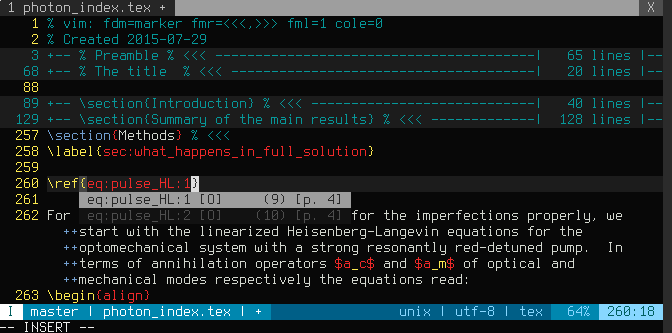 1 photon_index.tex + X
1 % vim: fdm=marker fmr=<<<,>>> fml=1 cole=0
2 % Created 2015-07-29
3 +-- % Preamble % <<< ----------------------------------------| 65 lines |--
68 +-- % The title  % <<< ----------------------------------------| 20 lines |--
88
89 +-- \section{Introduction} % <<< ----------------------------| 40 lines |--
129 +-- \section{Summary of the main results} % <<< --------------| 128 lines |--
257 \section{Methods} % <<<
258 \label{sec:what_happens_in_full_solution}
259
260 \ref{eq:pulse_HL:1}
261 eq:pulse_HL:1 [O] (9) [p. 4]
262 For eq:pulse_HL:2 [O] (10) [p. 4] for the imperfections properly, we
++start with the linearized Heisenberg-Langevin equations for the
++optomechanical system with a strong resonantly red-detuned pump. In
++terms of annihilation operators $a_c$ and $a_m$ of optical and
++mechanical modes respectively the equations read:
263 \begin{align}
I | master | photon_index.tex | + unix | utf-8 | tex 64% 260:18
-- INSERT --